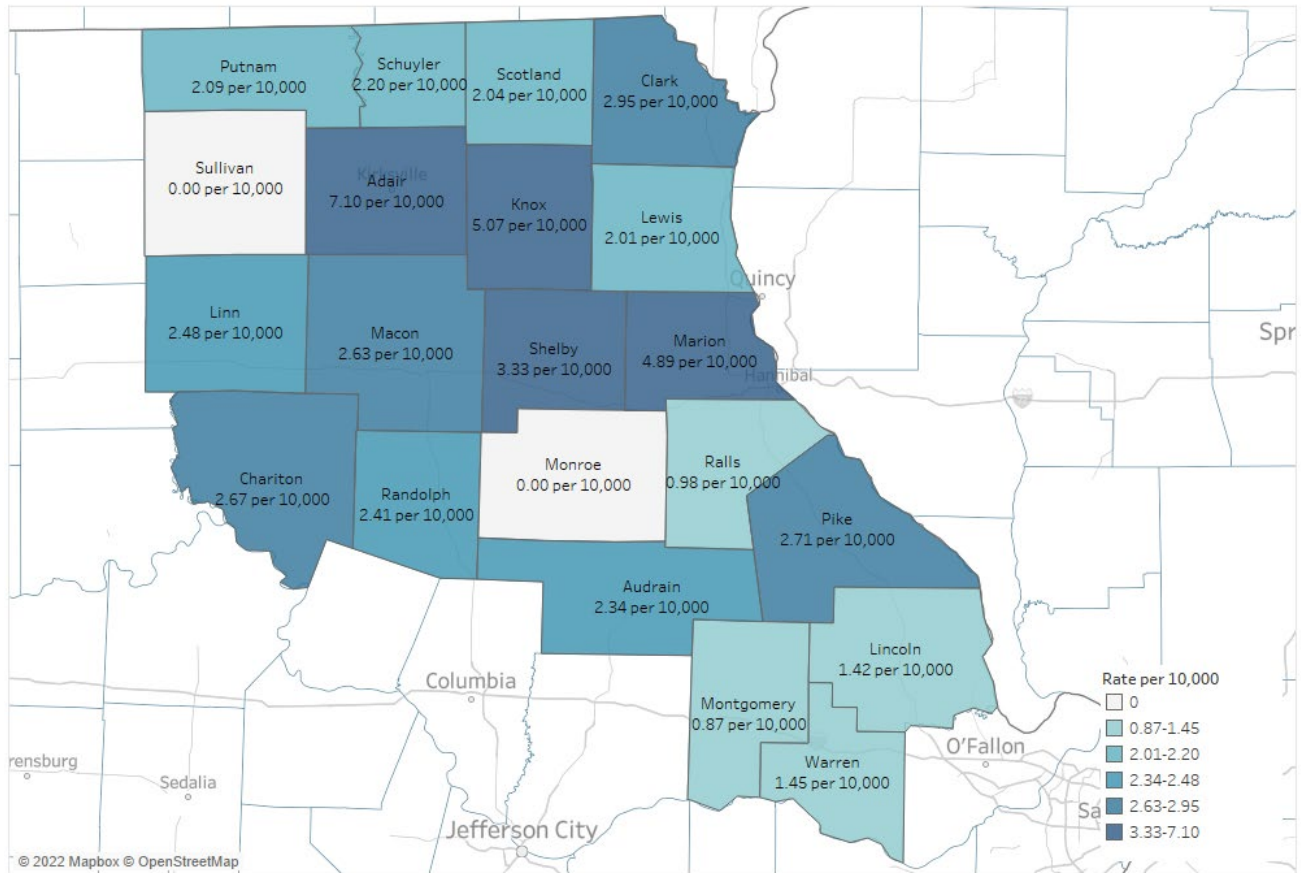 Putnam
2.09 per 10,000
Schuyler
2.20 per 10,000
Scotland
2.04 per 10,000
Clark
2.95 per 10,000
Sullivan
0.00 per 10,000
Kirksville
Adair
7.10 per 10,000
Knox
5.07 per 10,000
Lewis
2.01 per 10,000
Quincy
Linn
2.48 per 10,000
Macon
2.63 per 10,000
Shelby
3.33 per 10,000
Marion
4.89 per 10,000
Hannibal
Spr
Chariton
2.67 per 10,000
Randolph
2.41 per 10,000
Monroe
0.00 per 10,000
Ralls
0.98 per 10,000
Pike
2.71 per 10,000
Audrain
2.34 per 10,000
Lincoln
1.42 per 10,000
Columbia
Montgomery
0.87 per 10,000
Warren
1.45 per 10,000
O'Fallon
rensburg
Sedalia
Sa
Jefferson City
Rate per 10,000
0
0.87-1.45
2.01-2.20
2.34-2.48
2.63-2.95
3.33-7.10
© 2022 Mapbox © OpenStreetMap